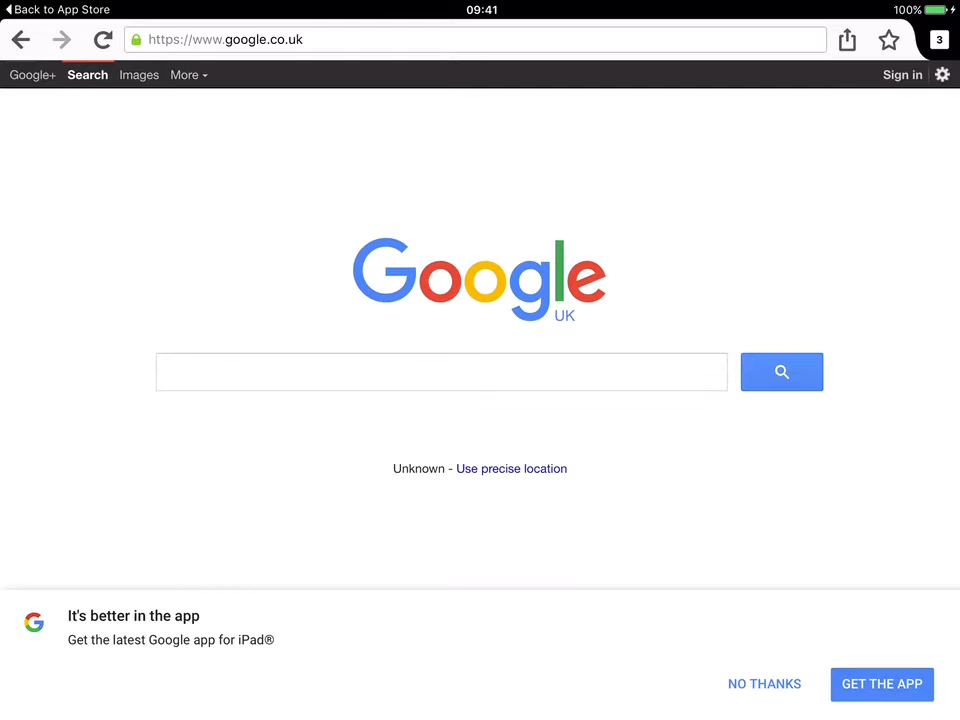 Back to App Store
09:41
100%
https://www.google.co.uk
3
Google+ Search Images More
Sign in
Google
UK
Unknown - Use precise location
It's better in the app
Get the latest Google app for iPad®
NO THANKS
GET THE APP